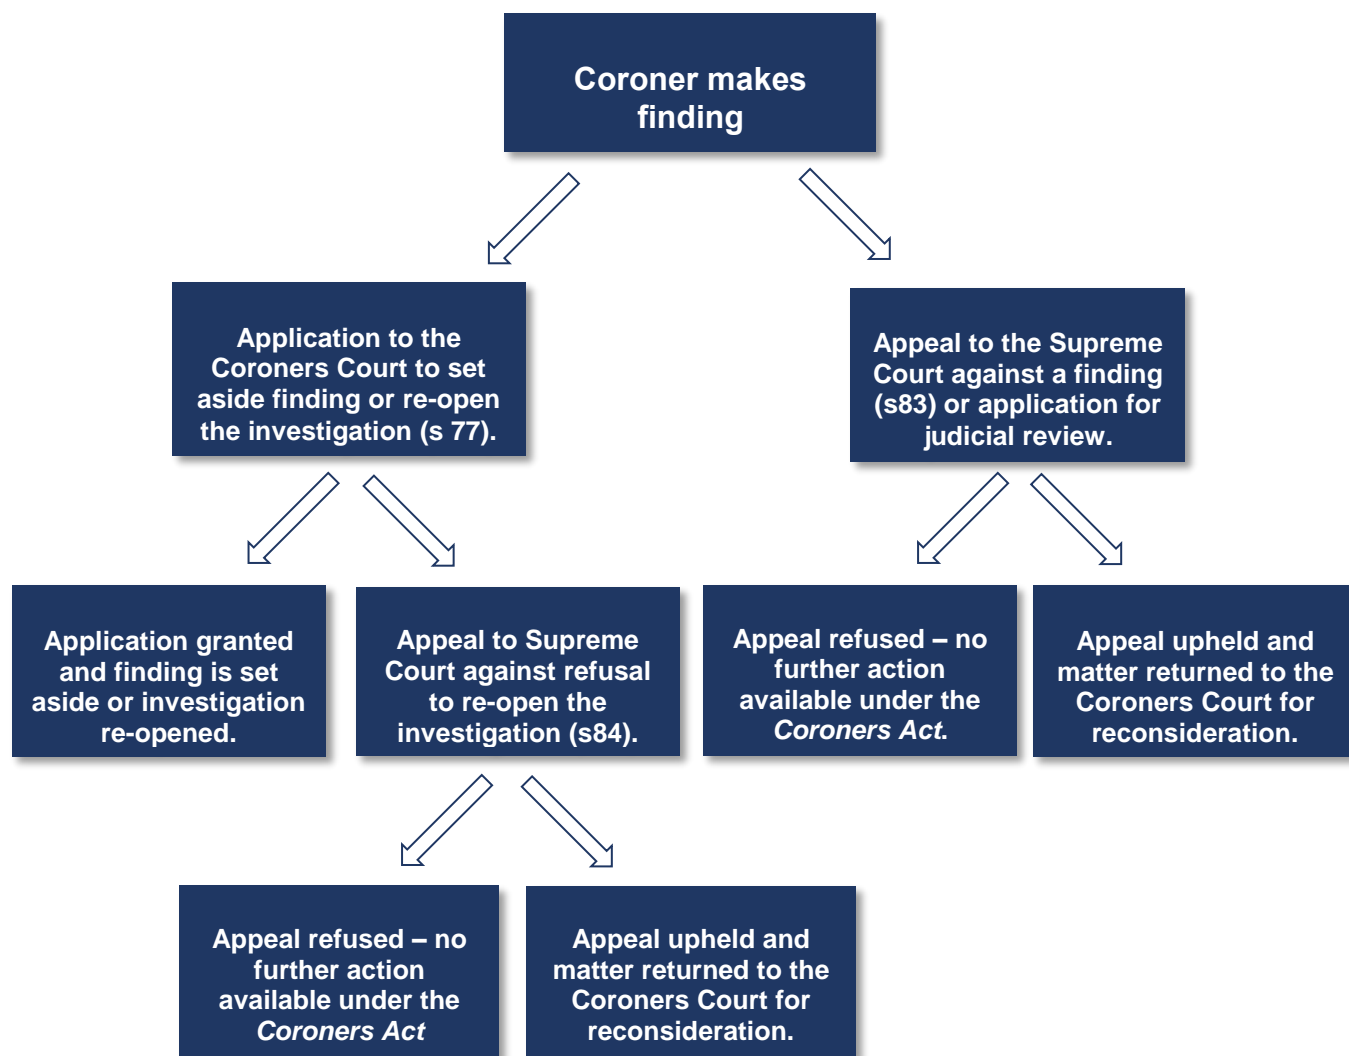 Coroner makes
finding
Application to the
Coroners Court to set
aside finding or re-open
the investigation (s 77).
Appeal to the Supreme
Court against a finding
(s83) or application for
judicial review.
Application granted
and finding is set
aside or investigation
re-opened.
Appeal to Supreme
Court against refusal
to re-open the
investigation (s84).
Appeal refused – no
further action
available under the
Coroners Act.
Appeal upheld and
matter returned to the
Coroners Court for
reconsideration.
Appeal refused – no
further action
available under the
Coroners Act
Appeal upheld and
matter returned to the
Coroners Court for
reconsideration.